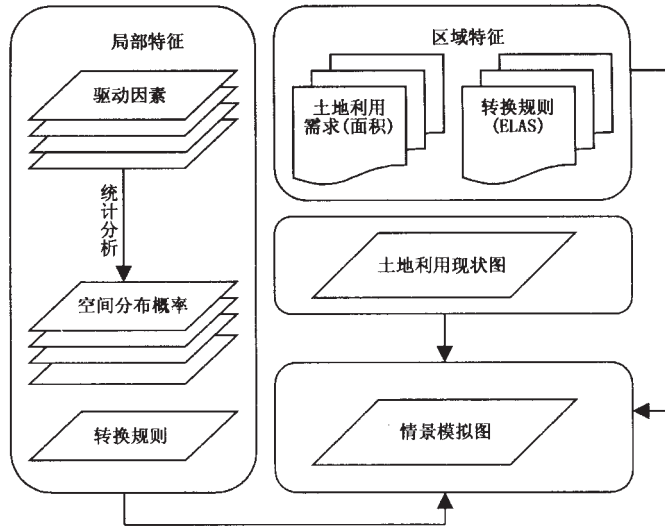 局部特征
驱动因素
统计分析
空间分布概率
转换规则
区域特征
土地利用
需求(面积)
转换规则
(ELAS)
土地利用现状图
情景模拟图